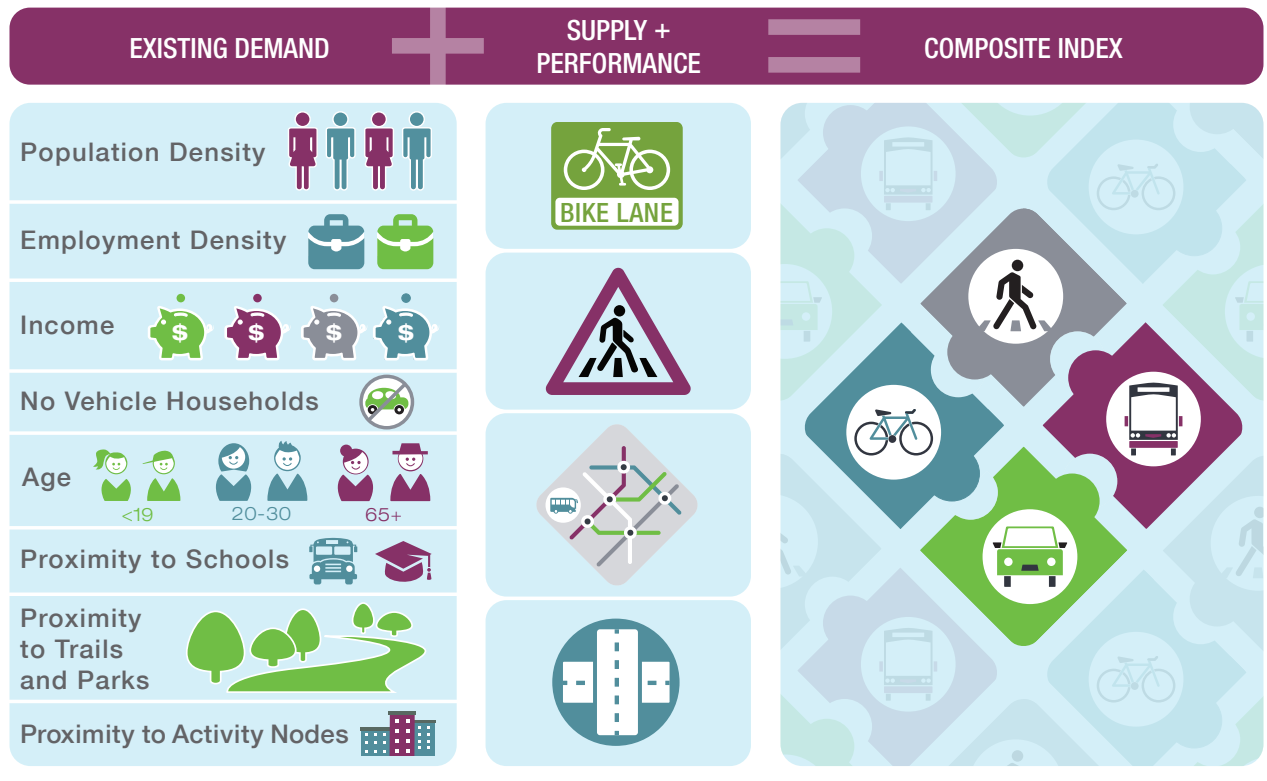 EXISTING DEMAND
SUPPLY +
PERFORMANCE
COMPOSITE INDEX
Population Density
Employment Density
Income
$ $ $ $
No Vehicle Households
Age
<19
20-30
65+
Proximity to Schools
Proximity
to Trails
and Parks
Proximity to Activity Nodes
BIKE LANE